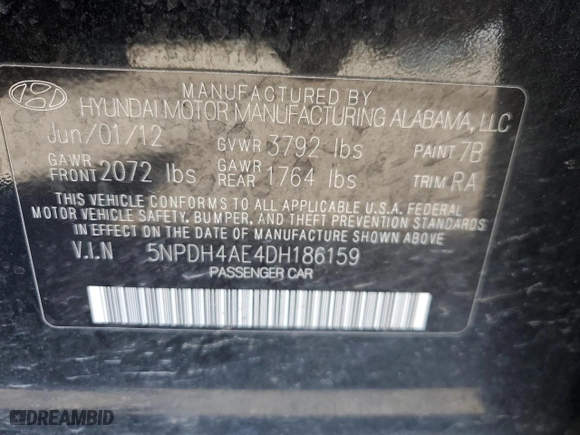 MANUFACTURED BY
HYUNDAI MOTOR MANUFACTURING ALABAMA, LLC
Jun/01/12 GVWR 3792 lbs PAINT 7B
GAWR FRONT 2072 lbs GAWR REAR 1764 lbs TRIM RA
THIS VEHICLE CONFORMS TO ALL APPLICABLE U.S.A. FEDERAL
MOTOR VEHICLE SAFETY, BUMPER, AND THEFT PREVENTION STANDARDS
IN EFFECT ON THE DATE OF MANUFACTURE SHOWN ABOVE.
V.I.N 5NPDH4AE4DH186159
PASSENGER CAR
DREAMBID